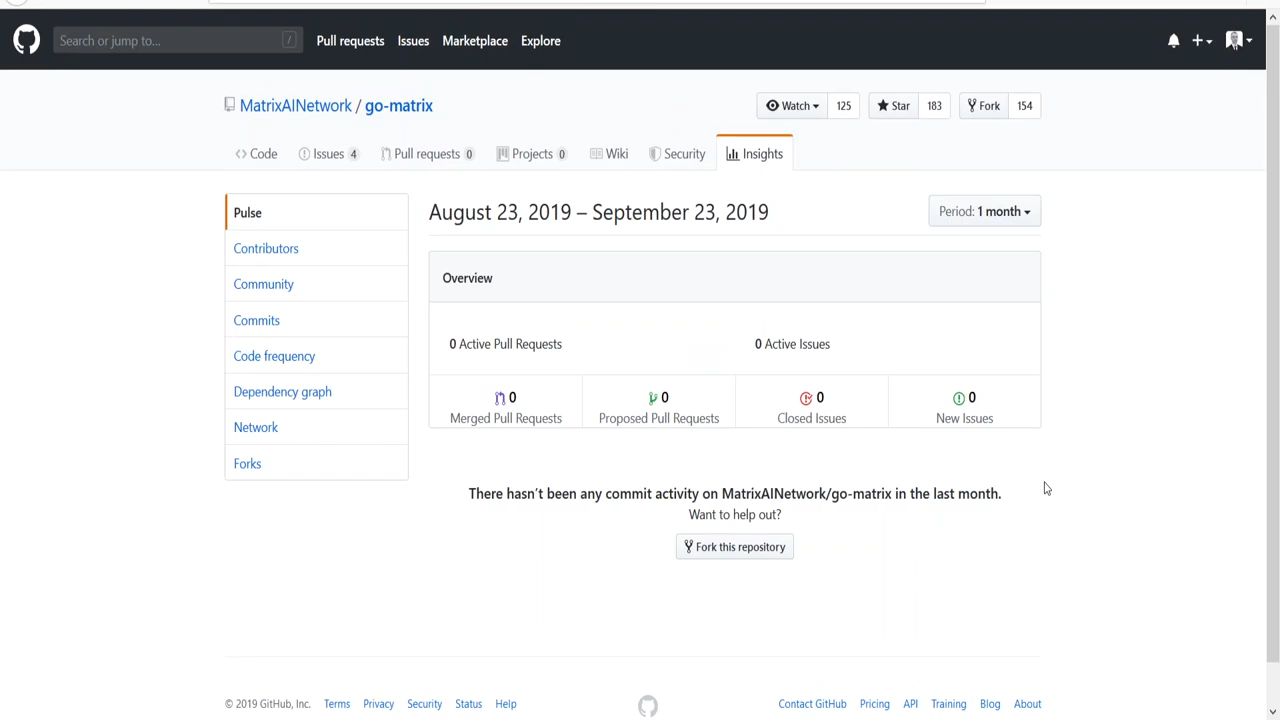 Search or jump to... /
Pull requests Issues Marketplace Explore
MatrixAINetwork / go-matrix
Watch 125 Star 183 Fork 154
Code Issues 4 Pull requests 0 Projects 0 Wiki Security Insights
Pulse
Contributors
Community
Commits
Code frequency
Dependency graph
Network
Forks
August 23, 2019 – September 23, 2019
Period: 1 month
Overview
0 Active Pull Requests
0 Active Issues
0
Merged Pull Requests
0
Proposed Pull Requests
0
Closed Issues
0
New Issues
There hasn't been any commit activity on MatrixAINetwork/go-matrix in the last month.
Want to help out?
Fork this repository
© 2019 GitHub, Inc. Terms Privacy Security Status Help
Contact GitHub Pricing API Training Blog About